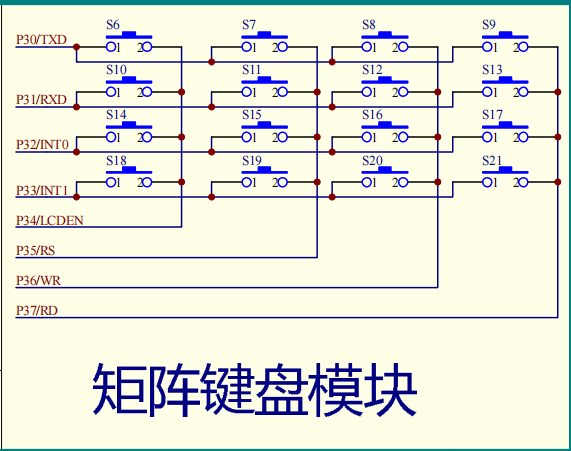 S6 S7 S8 S9
P30/TXD 1 2 1 2 1 2 1 2
S10 S11 S12 S13
P31/RXD 1 2 1 2 1 2 1 2
S14 S15 S16 S17
P32/INT0 1 2 1 2 1 2 1 2
S18 S19 S20 S21
P33/INT1 1 2 1 2 1 2 1 2
P34/LCDEN
P35/RS
P36/WR
P37/RD
矩阵键盘模块